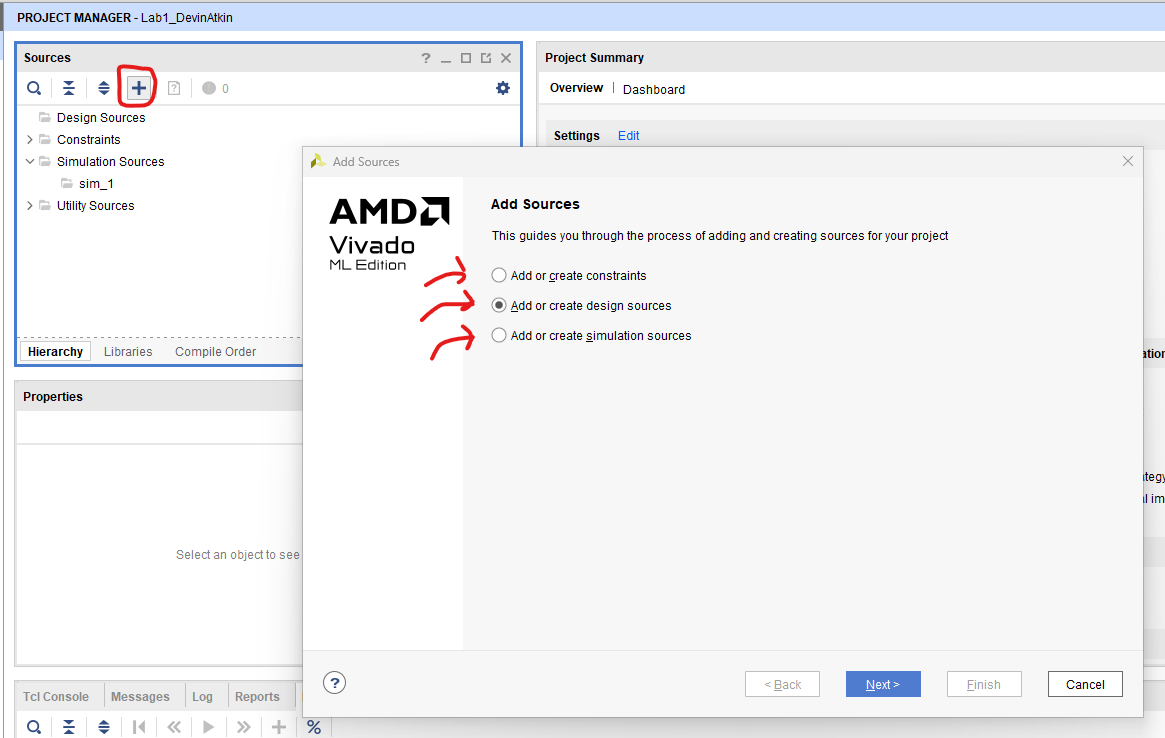 PROJECT MANAGER - Lab1_DevinAtkin
Sources
? _
0
Design Sources
Constraints
Simulation Sources
sim_1
Utility Sources
Hierarchy Libraries Compile Order
Properties
Select an object to see
Tcl Console Messages Log Reports
%
Project Summary
Overview | Dashboard
Settings Edit
Add Sources
AMD
Vivado
ML Edition
Add Sources
This guides you through the process of adding and creating sources for your project
Add or create constraints
Add or create design sources
Add or create simulation sources
?
< Back Next > Finish Cancel